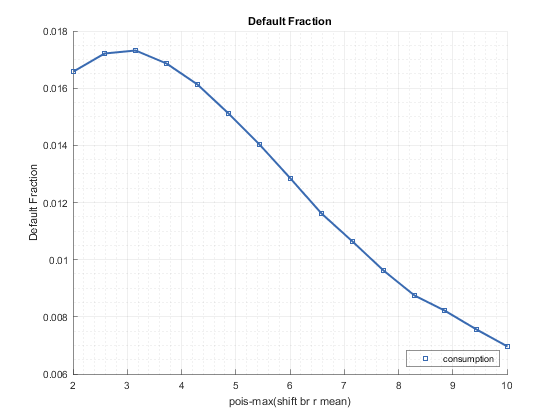 Default Fraction
0.018
0.016
0.014
0.012
0.01
0.008
0.006
Default Fraction
2 3 4 5 6 7 8 9 10
pois-max(shift br r mean)
consumption